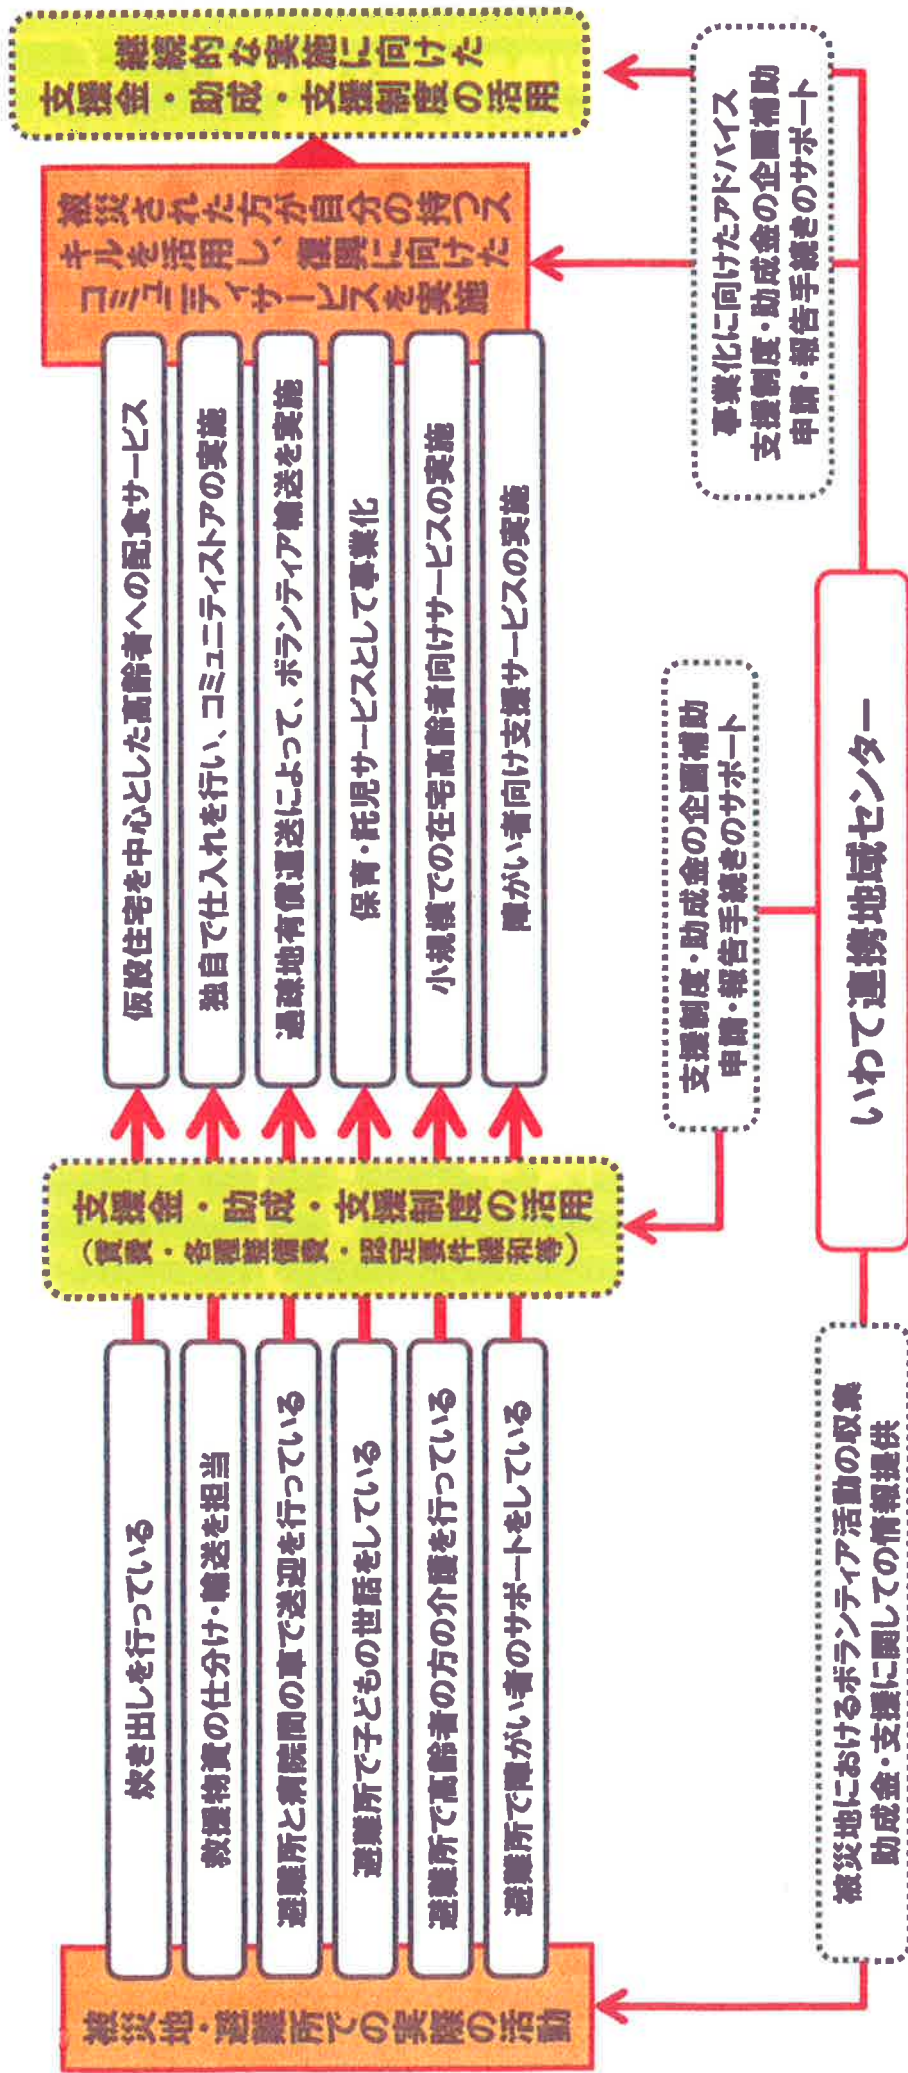 被災地・避難所での実際の活動
炊き出しを行っている
救援物資の仕分け・輸送を担当
避難所と病院間の車で送迎を行っている
避難所で子どもの世話をしている
避難所で高齢者の方の介護を行っている
避難所で障がい者のサポートをしている
支援金・助成・支援制度の活用
(賃貸・各種整備費・認定要件緩和等)
仮設住宅を中心とした高齢者への配食サービス
独自で仕入れを行い、コミュニティストアの実施
過疎地有償運送によって、ボランティア輸送を実施
保育・託児サービスとして事業化
小規模での在宅高齢者向けサービスの実施
障がい者向け支援サービスの実施
被災された方が自分の持つス
キルを活用し、復興に向けた
コミュニティサービスを実施
継続的な実施に向けた
支援金・助成・支援制度の活用
被災地におけるボランティア活動の収集
助成金・支援に関しての情報提供
支援制度・助成金の企画補助
申請・報告手続きのサポート
事業化に向けたアドバイス
支援制度・助成金の企画補助
申請・報告手続きのサポート
いわて連携地域センター